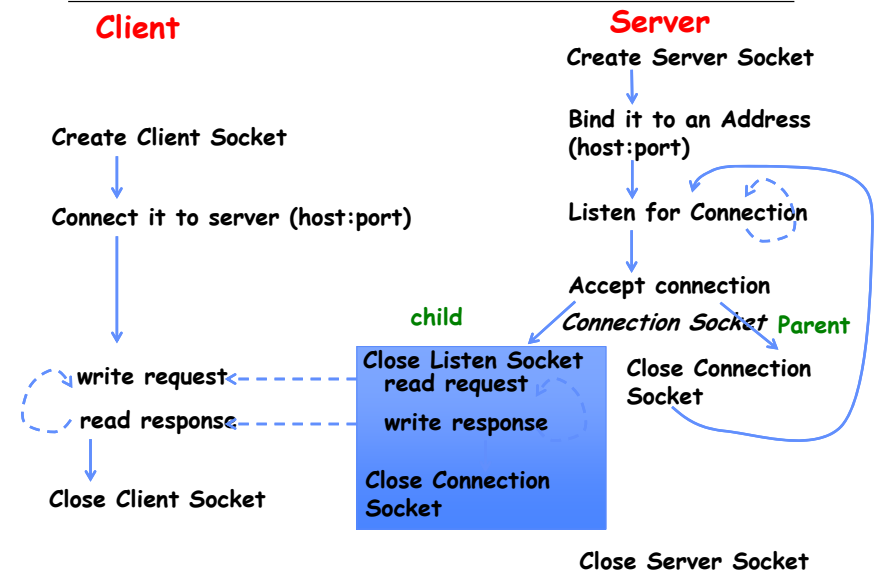 Client
Server
Create Server Socket
Bind it to an Address
(host:port)
Create Client Socket
Connect it to server (host:port)
Listen for Connection
Accept connection
child
Connection Socket
Parent
Close Listen Socket
read request
write request
Close Connection
Socket
read response
write response
Close Client Socket
Close Connection
Socket
Close Server Socket